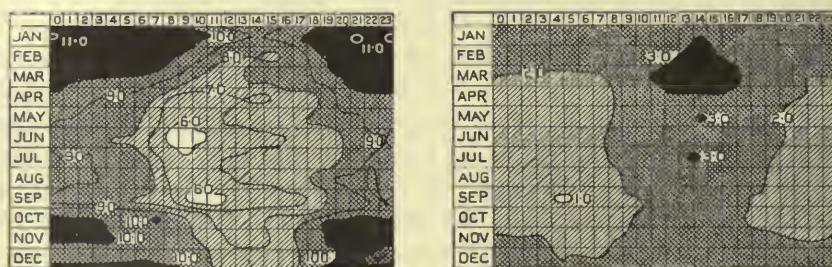 0 1 2 3 4 5 6 7 8 9 10 11 12 13 14 15 16 17 18 19 20 21 22 23
JAN
FEB
MAR
APR
MAY
JUN
JUL
AUG
SEP
OCT
NOV
DEC
11·0
10·0
11·0
8·0
9·0
7·0
6·0
9·0
9·0
6·0
9·0
10·0
10·0
10·0
10·0
0 1 2 3 4 5 6 7 8 9 10 11 12 13 14 15 16 17 18 19 20 21 22 23
JAN
FEB
MAR
APR
MAY
JUN
JUL
AUG
SEP
OCT
NOV
DEC
3·0
3·0
2·0
3·0
1·0